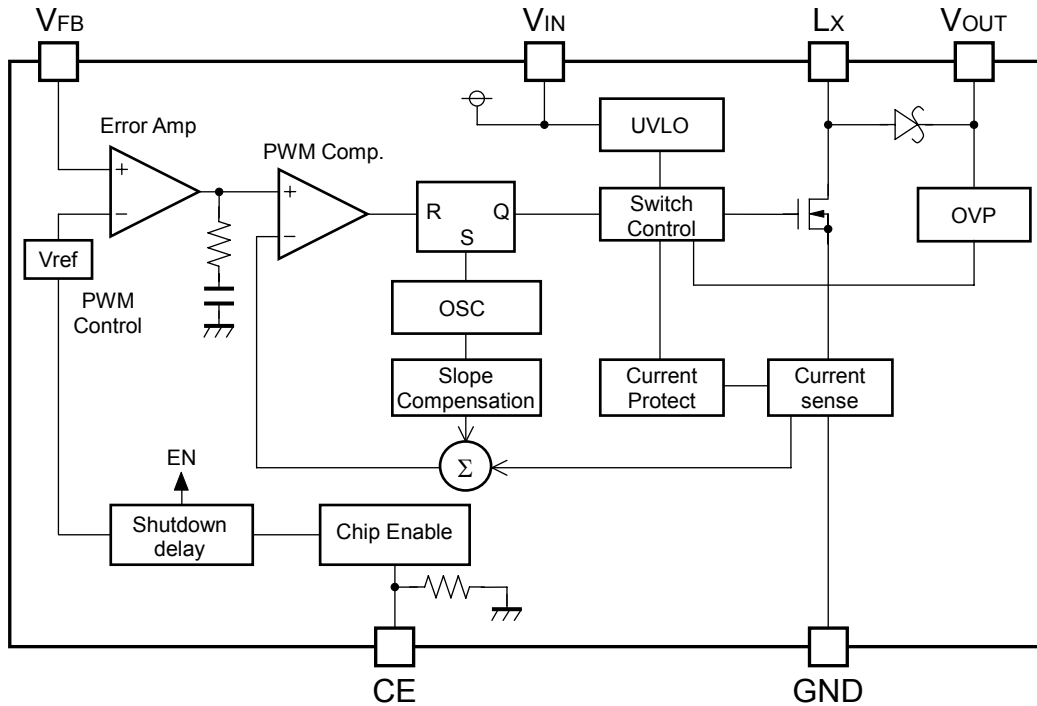 VFB
VIN
LX
VOUT
Error Amp
PWM Comp.
UVLO
+
−
+
−
R
Q
S
Switch
Control
OVP
Vref
PWM
Control
OSC
Slope
Compensation
Current
Protect
Current
sense
Σ
EN
Shutdown
delay
Chip Enable
CE
GND